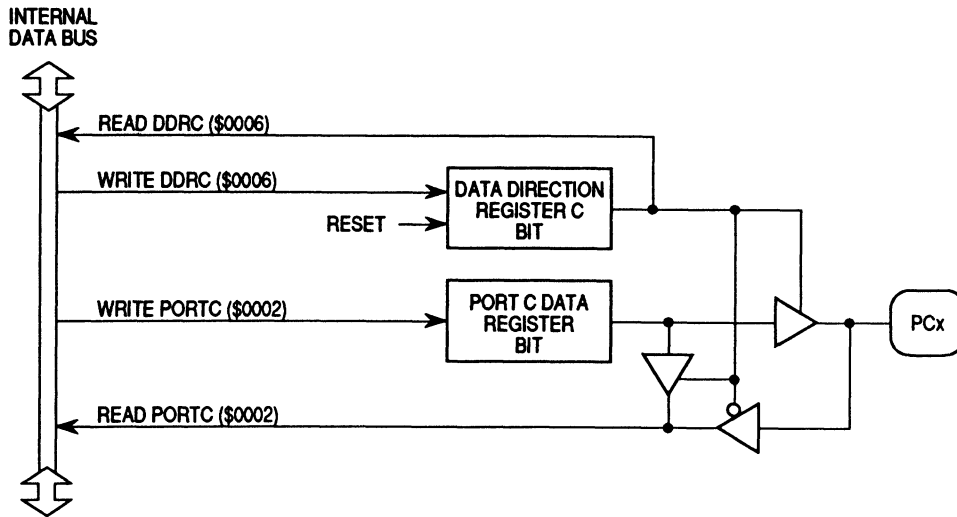 INTERNAL
DATA BUS
READ DDRC ($0006)
WRITE DDRC ($0006)
DATA DIRECTION
REGISTER C
BIT
RESET
WRITE PORTC ($0002)
PORT C DATA
REGISTER
BIT
PCx
READ PORTC ($0002)